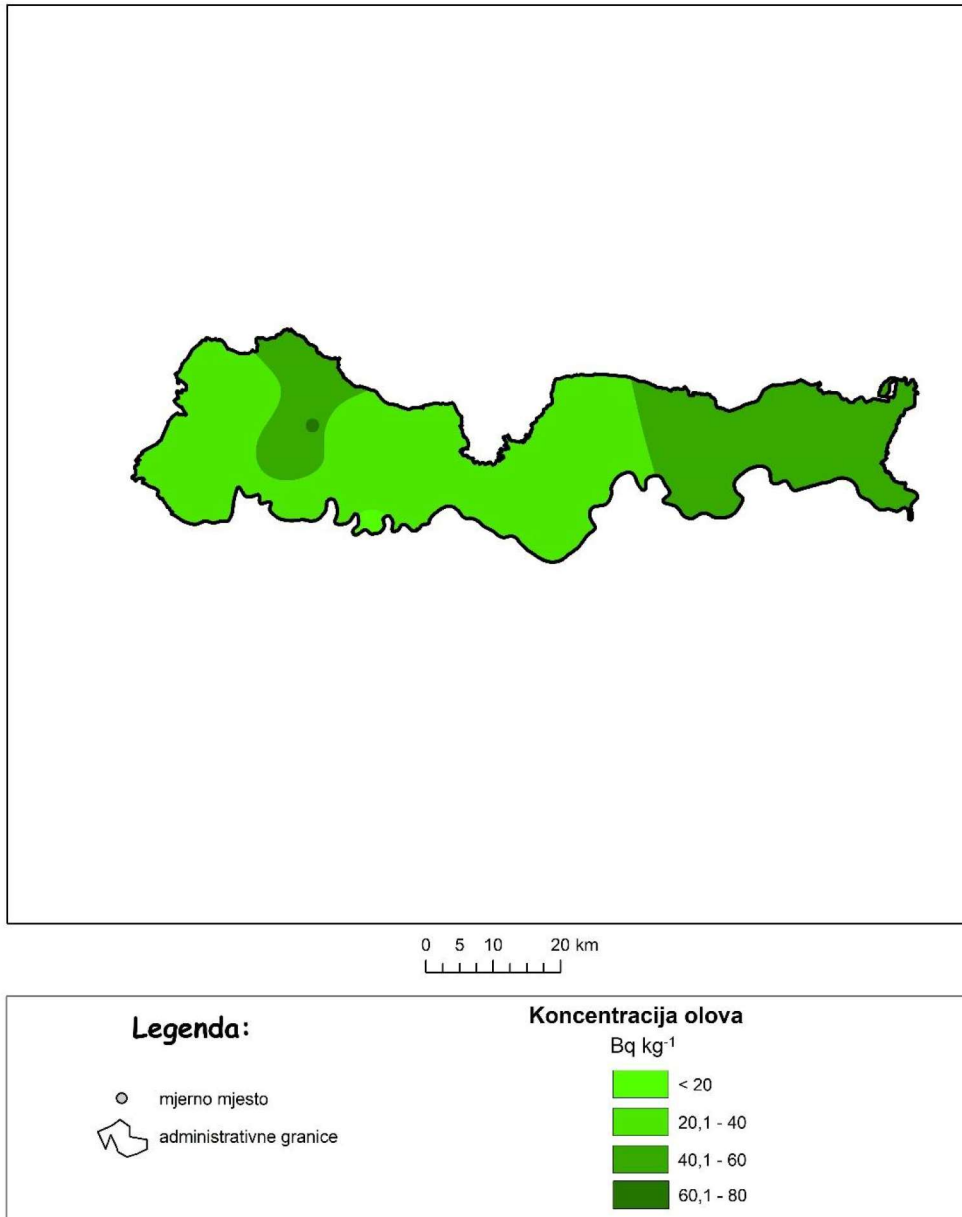 0 5 10 20 km
Legenda:
mjerno mjesto
administrativne granice
Koncentracija olova
Bq kg⁻¹
< 20
20,1 - 40
40,1 - 60
60,1 - 80